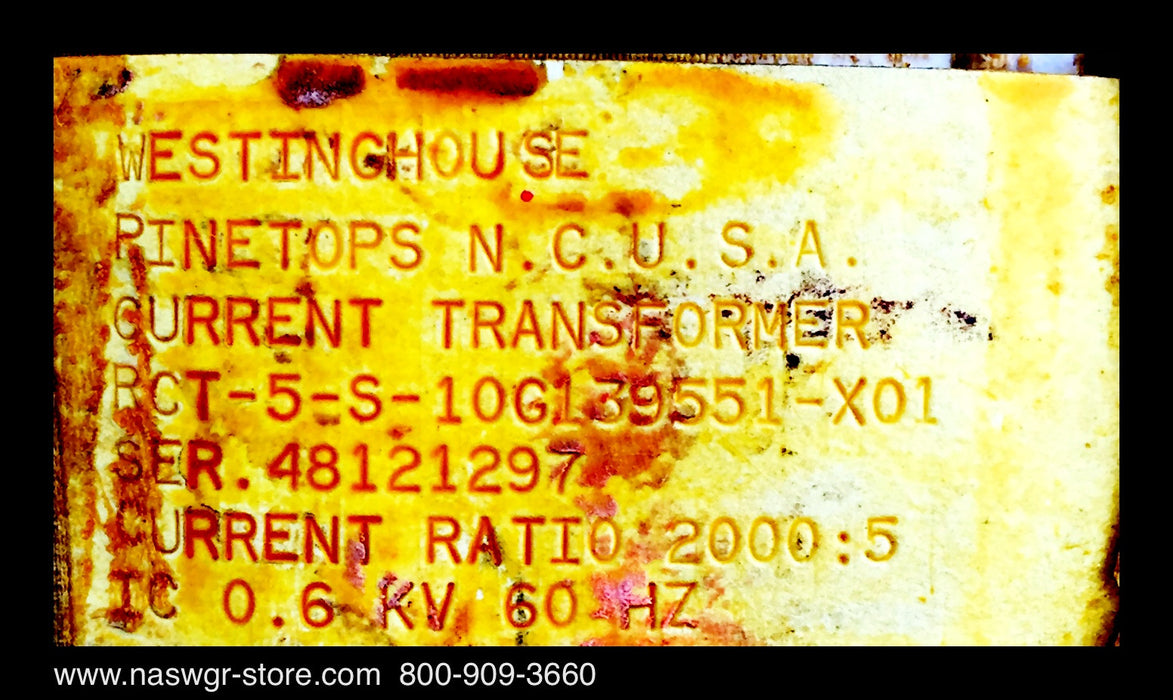 WESTINGHOUSE
PINETOPS N.C.U.S.A.
CURRENT TRANSFORMER
RCT-5-S-10G139551-X01
SER.48121297
CURRENT RATIO 2000:5
IC 0.6 KV 60 HZ
www.naswgr-store.com 800-909-3660